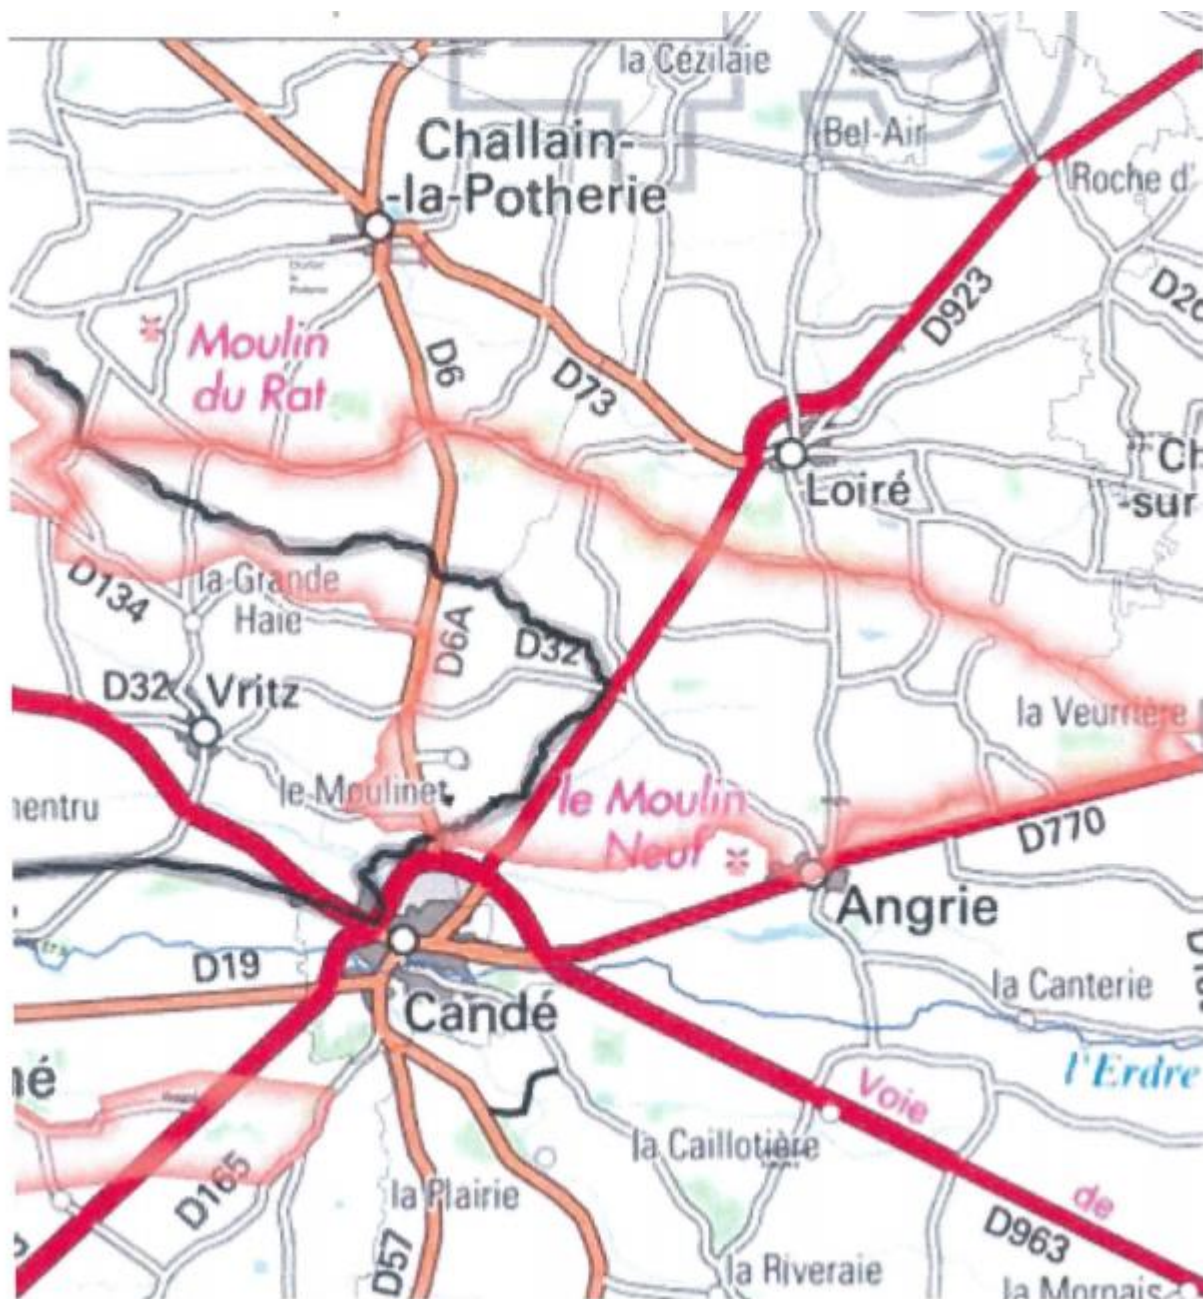 la Cézilaie
Challain-
-la-Potherie
Bel-Air
Roche d'
D923
Moulin
du Rat
D6
D73
Loiré
Ch
-sur
D134
la Grande
Haie
D6A
D32
D32
Vritz
la Veurrière
le Moulinet
le Moulin
Neuf
nentru
D770
Angrie
D19
la Canterie
Candé
né
l'Erdre
Voie
la Caillotière
D165
la Plairie
de
D57
D963
la Riveraie
la Mornais